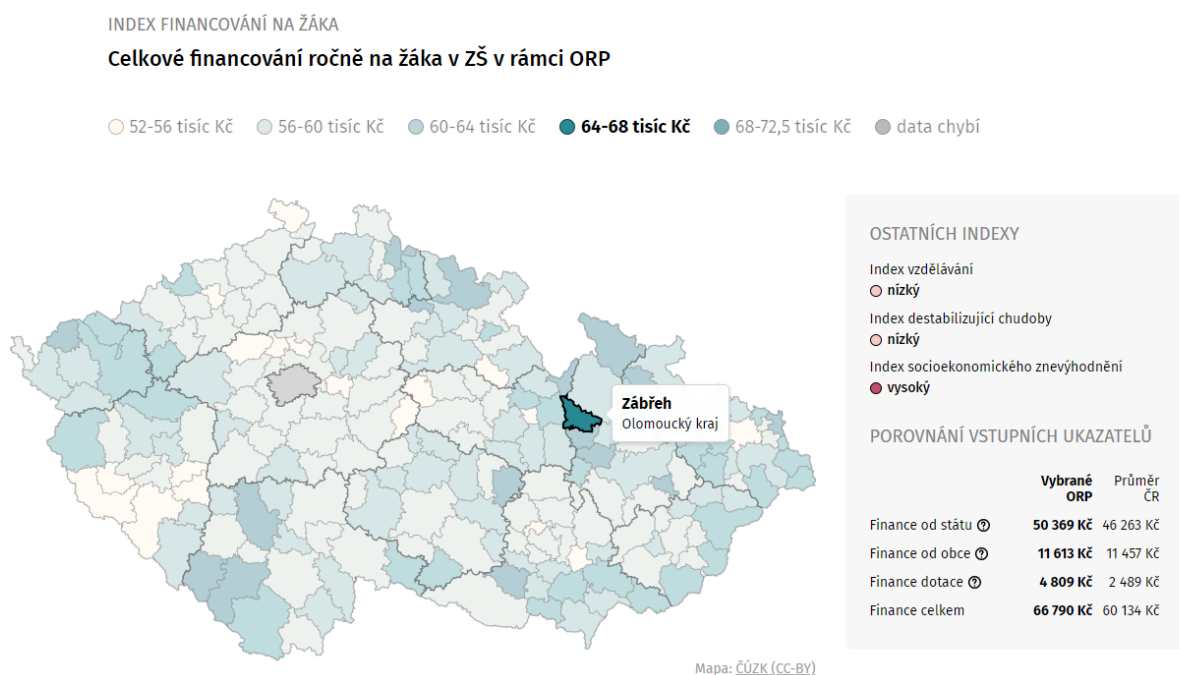 INDEX FINANCOVÁNÍ NA ŽÁKA
Celkové financování ročně na žáka v ZŠ v rámci ORP
52-56 tisíc Kč 56-60 tisíc Kč 60-64 tisíc Kč 64-68 tisíc Kč 68-72,5 tisíc Kč data chybí
Zábřeh
Olomoucký kraj
Mapa: ČÚZK (CC-BY)
OSTATNÍCH INDEXY
Index vzdělávání
nízký
Index destabilizující chudoby
nízký
Index socioekonomického znevýhodnění
vysoký
POROVNÁNÍ VSTUPNÍCH UKAZATELŮ
Vybrané Průměr
ORP ČR
Finance od státu ? 50 369 Kč 46 263 Kč
Finance od obce ? 11 613 Kč 11 457 Kč
Finance dotace ? 4 809 Kč 2 489 Kč
Finance celkem 66 790 Kč 60 134 Kč